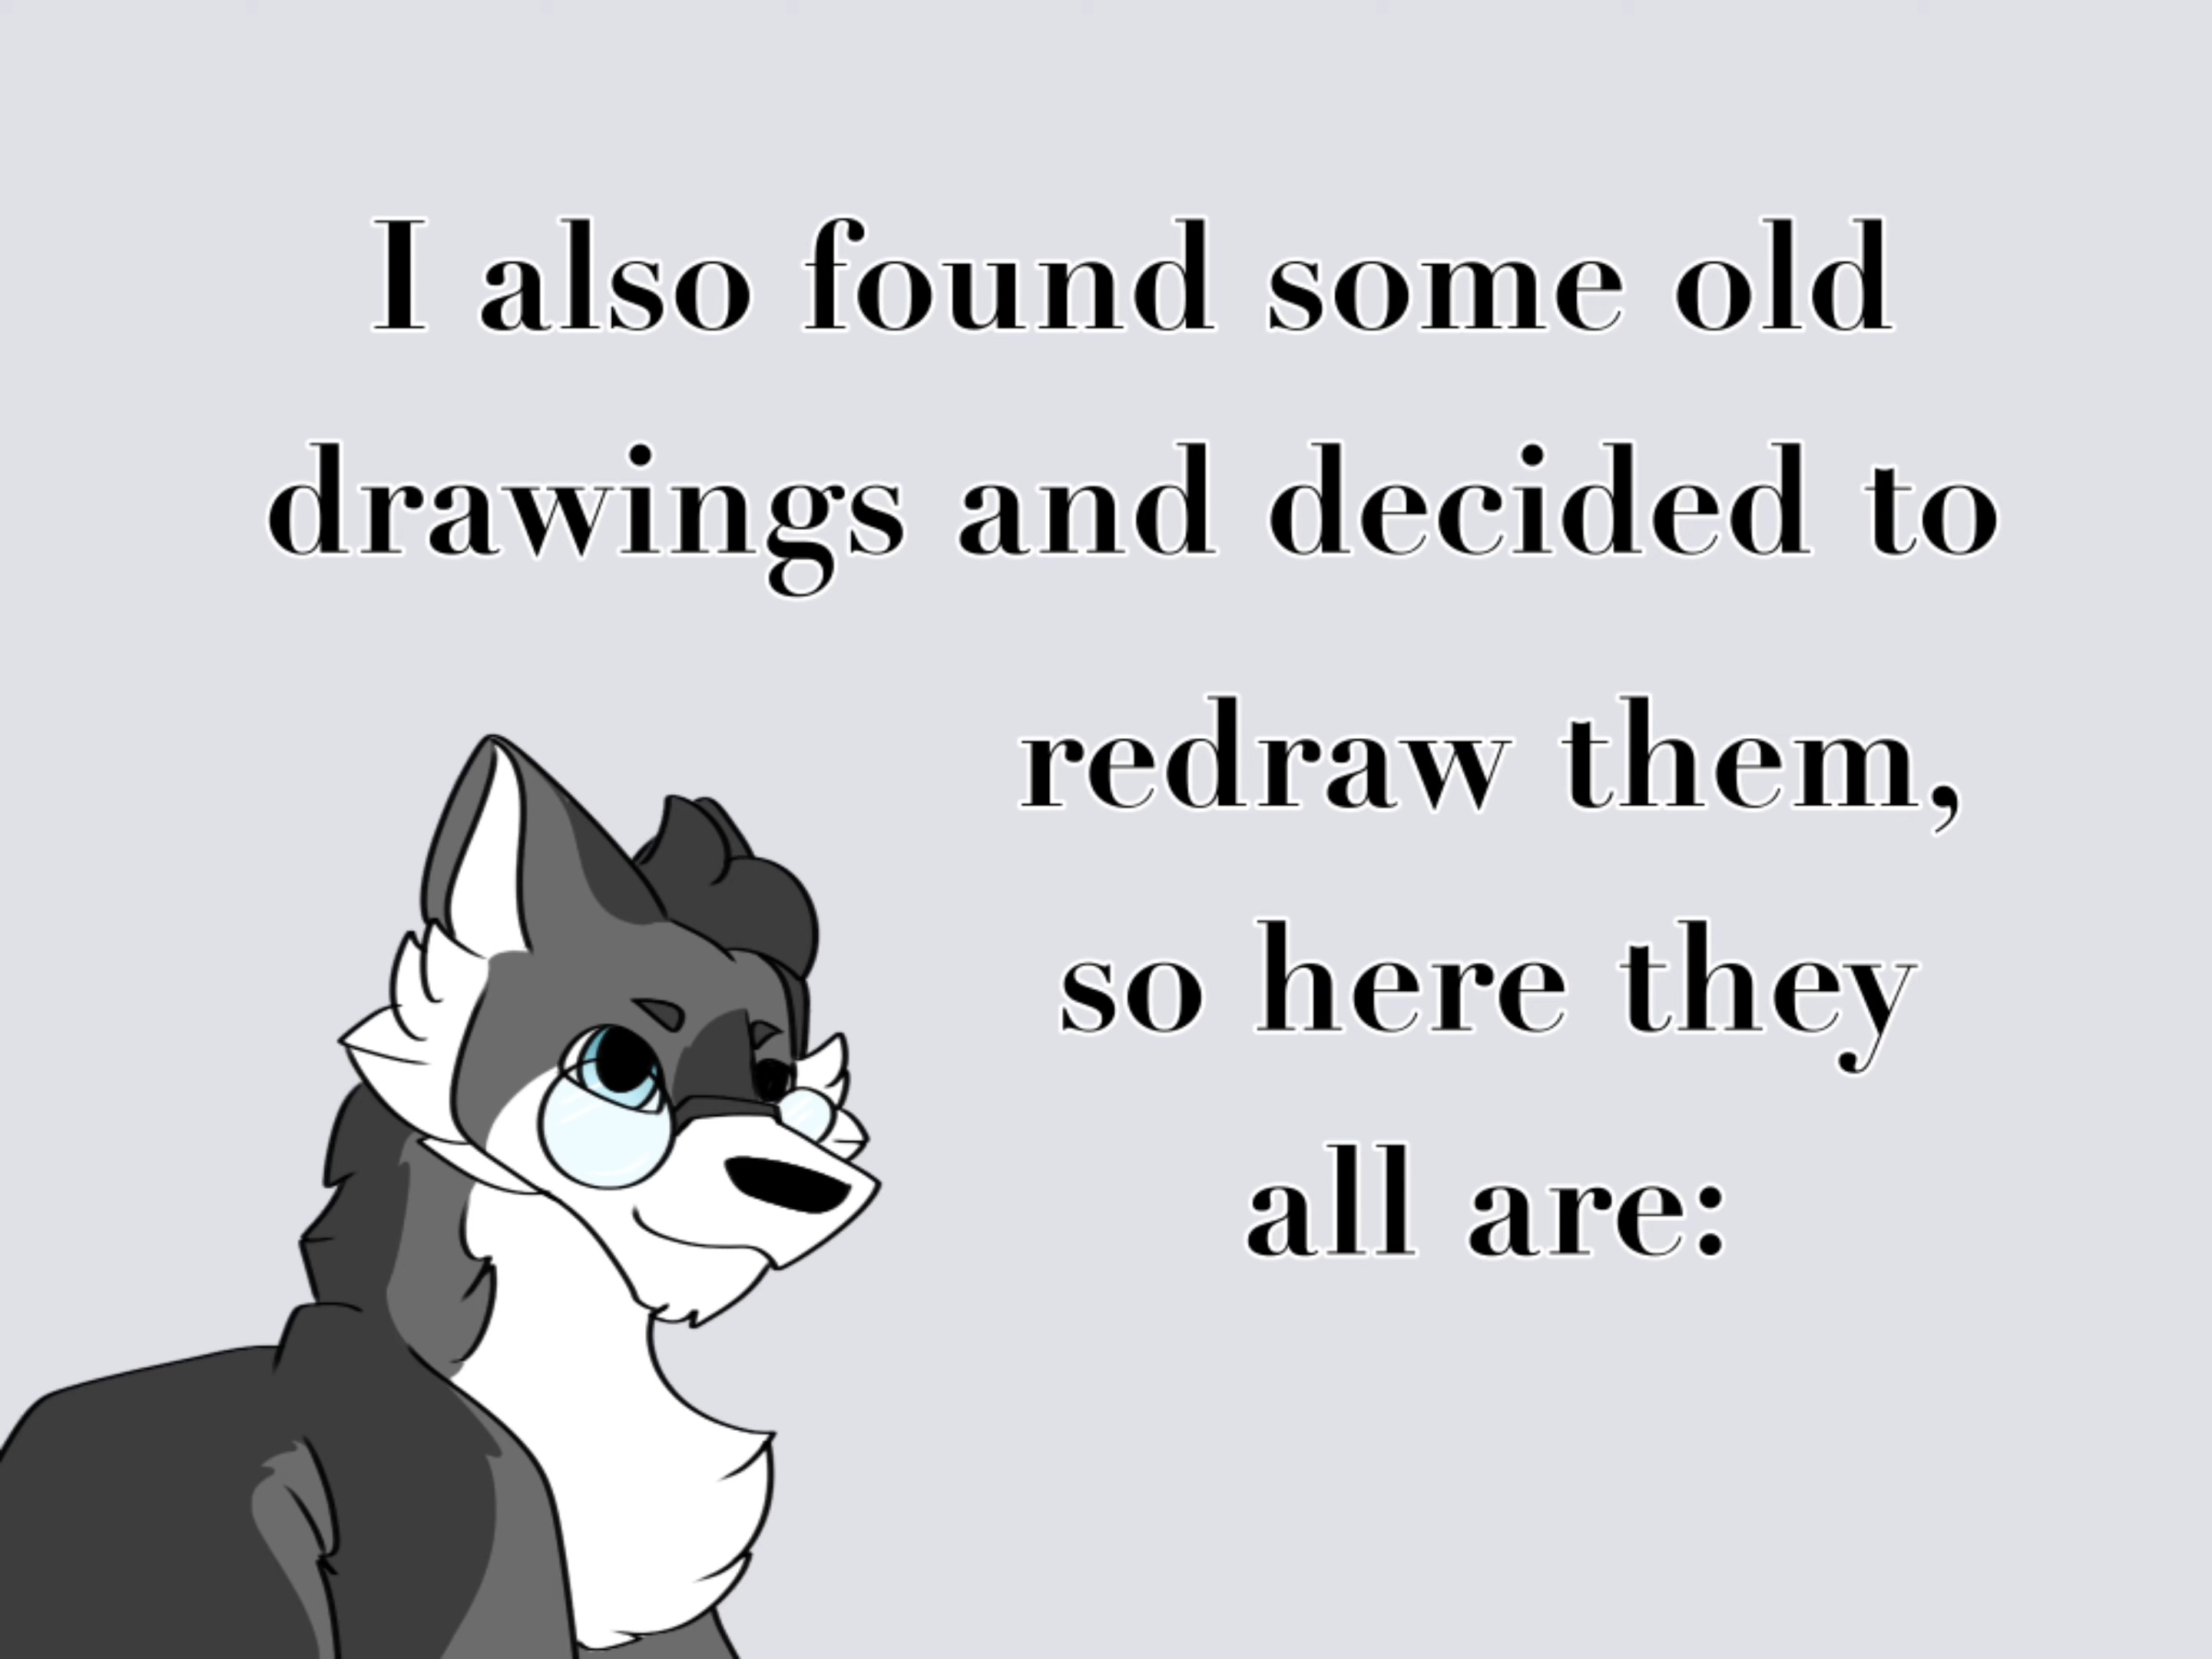 I also found some old
drawings and decided to
redraw them,
so here they
all are: